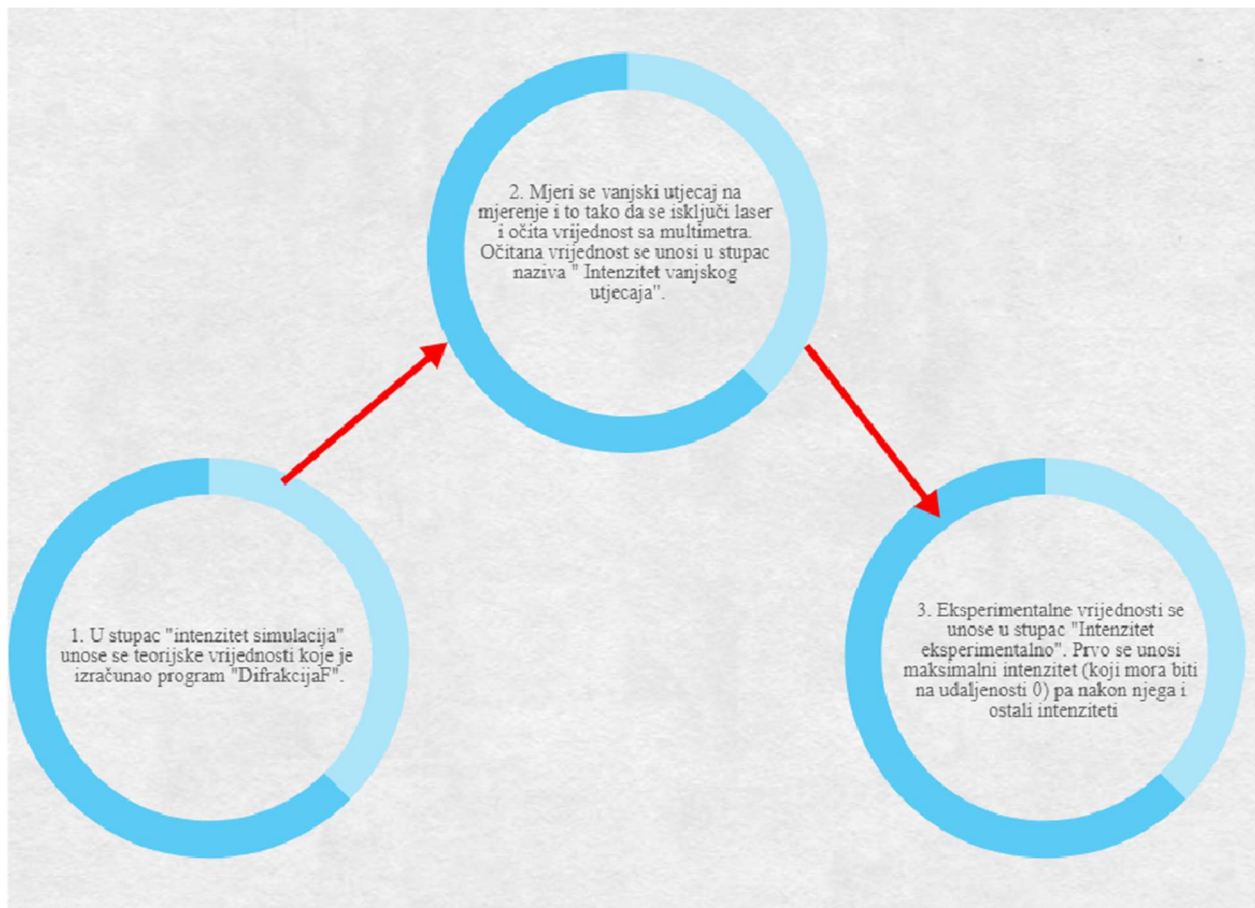 2. Mjeri se vanjski utjecaj na
mjerenje i to tako da se isključi laser
i očita vrijednost sa multimetra.
Očitana vrijednost se unosi u stupac
naziva " Intenzitet vanjskog
utjecaja".
1. U stupac "intenzitet simulacija"
unose se teorijske vrijednosti koje je
izračunao program "DifrakcijaF".
3. Eksperimentalne vrijednosti se
unose u stupac "Intenzitet
eksperimentalno". Prvo se unosi
maksimalni intenzitet (koji mora biti
na udaljenosti 0) pa nakon njega i
ostali intenziteti